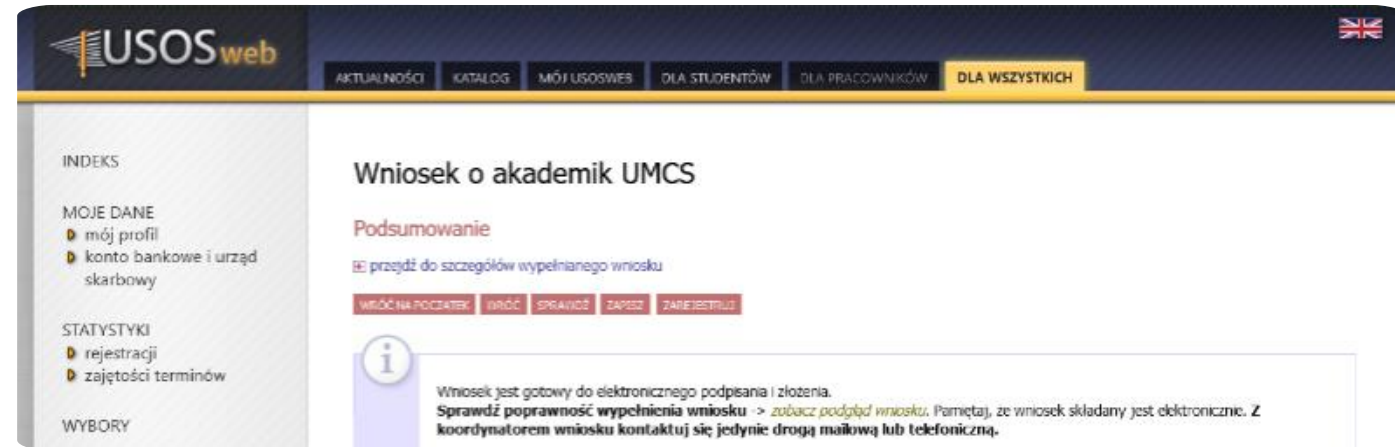 USOSweb
AKTUALNOŚCI KATALOG MÓJ USOSWEB DLA STUDENTÓW DLA PRACOWNIKÓW DLA WSZYSTKICH
INDEKS
MOJE DANE
mój profil
konto bankowe i urząd
skarbowy
STATYSTYKI
rejestracji
zajętości terminów
WYBORY
Wniosek o akademik UMCS
Podsumowanie
przejdź do szczegółów wypełnianego wniosku
WRÓĆ NA POCZĄTEK WRÓĆ SPRAWDŹ ZAPISZ ZAREJESTRUJ
Wniosek jest gotowy do elektronicznego podpisania i złożenia.
Sprawdź poprawność wypełnienia wniosku -> zobacz podgląd wniosku. Pamiętaj, że wniosek składany jest elektronicznie. Z
koordynatorem wniosku kontaktuj się jedynie drogą mailową lub telefoniczną.